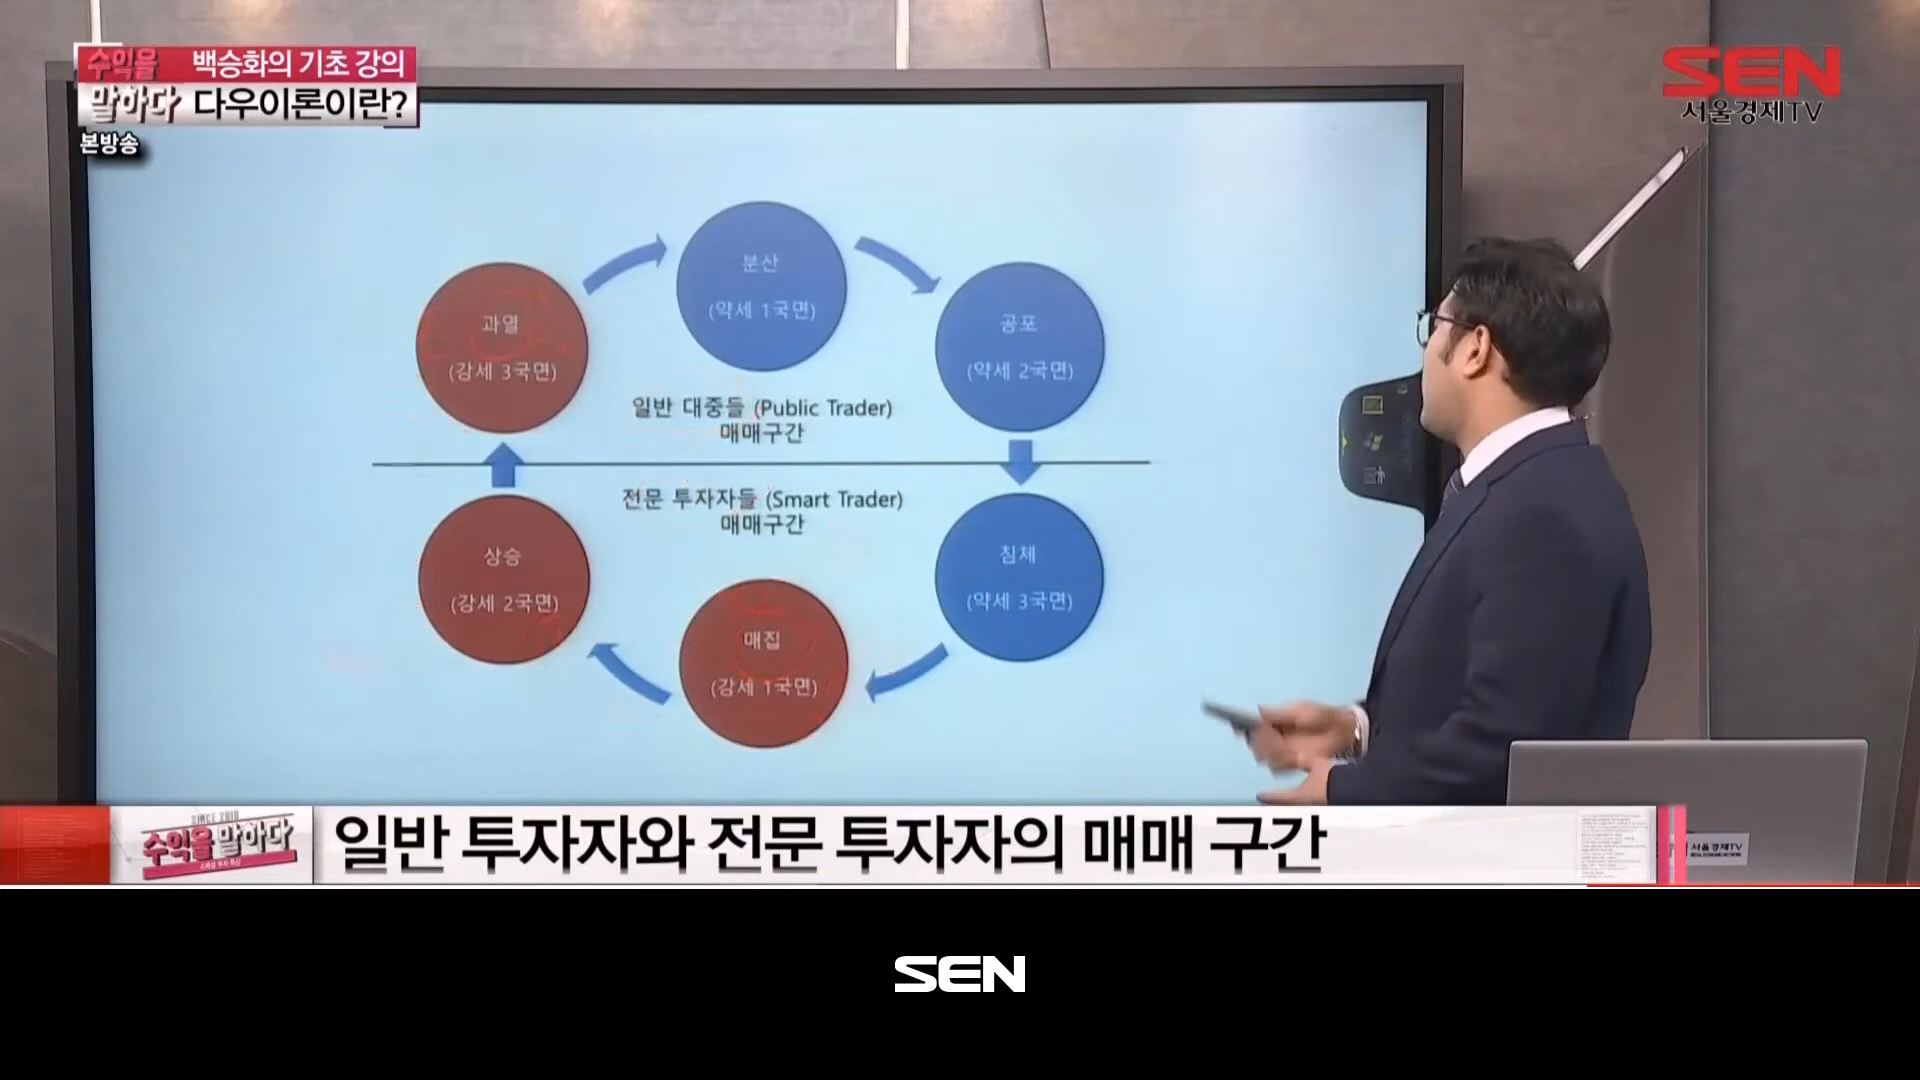 수익을
말하다
백승화의 기초 강의
다우이론이란?
본방송
SEN
서울경제TV
분산
(약세 1국면)
과열
(강세 3국면)
공포
(약세 2국면)
일반 대중들 (Public Trader)
매매구간
전문 투자자들 (Smart Trader)
매매구간
상승
(강세 2국면)
침체
(약세 3국면)
매집
(강세 1국면)
수익을 말하다
일반 투자자와 전문 투자자의 매매 구간
서울경제TV
SEN